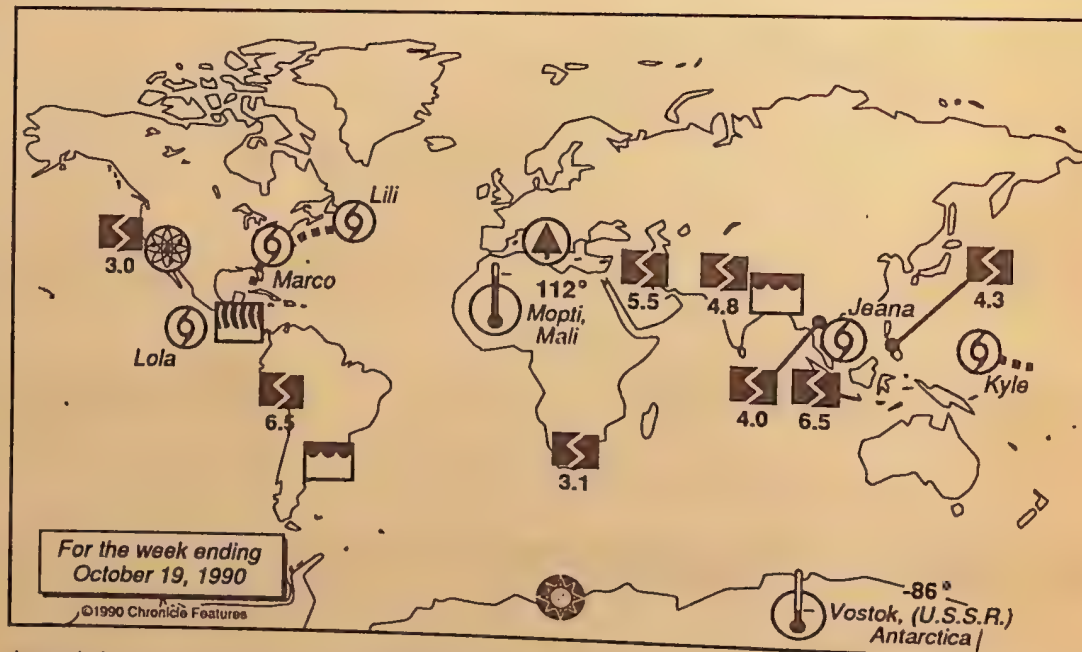 Lili
3.0
Marco
Lola
112°
Mopti,
Mali
5.5
4.8
Jeana
4.3
Kyle
6.5
4.0
6.5
3.1
For the week ending
October 19, 1990
©1990 Chronicle Features
-86°
Vostok, (U.S.S.R.)
Antarctica